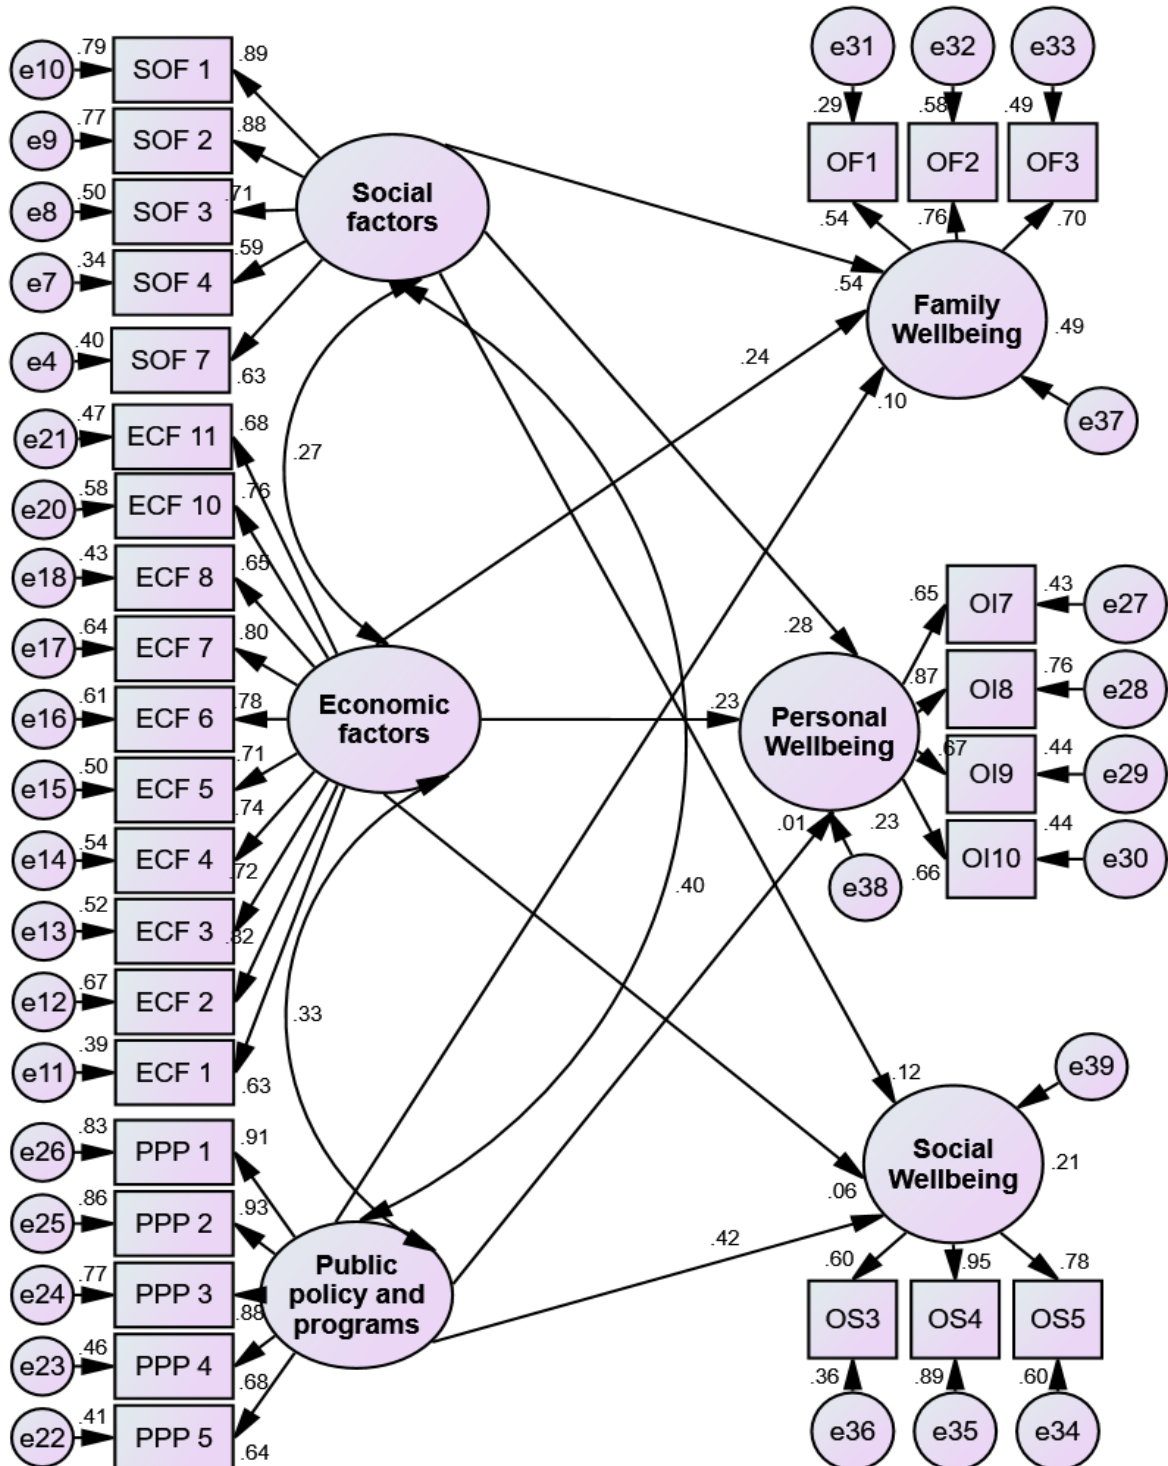 e31
e32
e33
.79
e10
SOF 1
.89
.29
.58
.49
.77
e9
SOF 2
.88
OF1
OF2
OF3
.50
e8
SOF 3
.71
Social
factors
.54
.76
.70
.34
e7
SOF 4
.59
.54
Family
Wellbeing
.49
.40
e4
SOF 7
.63
.24
.10
e37
.47
e21
ECF 11
.68
.27
.58
e20
ECF 10
.76
.43
e18
ECF 8
.65
.65
OI7
.43
e27
.64
e17
ECF 7
.80
.28
.87
OI8
.76
e28
.61
e16
ECF 6
.78
Economic
factors
.23
Personal
Wellbeing
.67
OI9
.44
e29
.50
e15
ECF 5
.71
.74
.01
.23
.44
.54
e14
ECF 4
.72
.40
e38
.66
OI10
e30
.52
e13
ECF 3
.82
.67
e12
ECF 2
.33
.39
e11
ECF 1
.63
.12
e39
.83
e26
PPP 1
.91
Social
Wellbeing
.21
.06
.86
e25
PPP 2
.93
.42
.60
.95
.78
.77
e24
PPP 3
.88
Public
policy and
programs
OS3
OS4
OS5
.46
e23
PPP 4
.68
.36
.89
.60
.41
e22
PPP 5
.64
e36
e35
e34